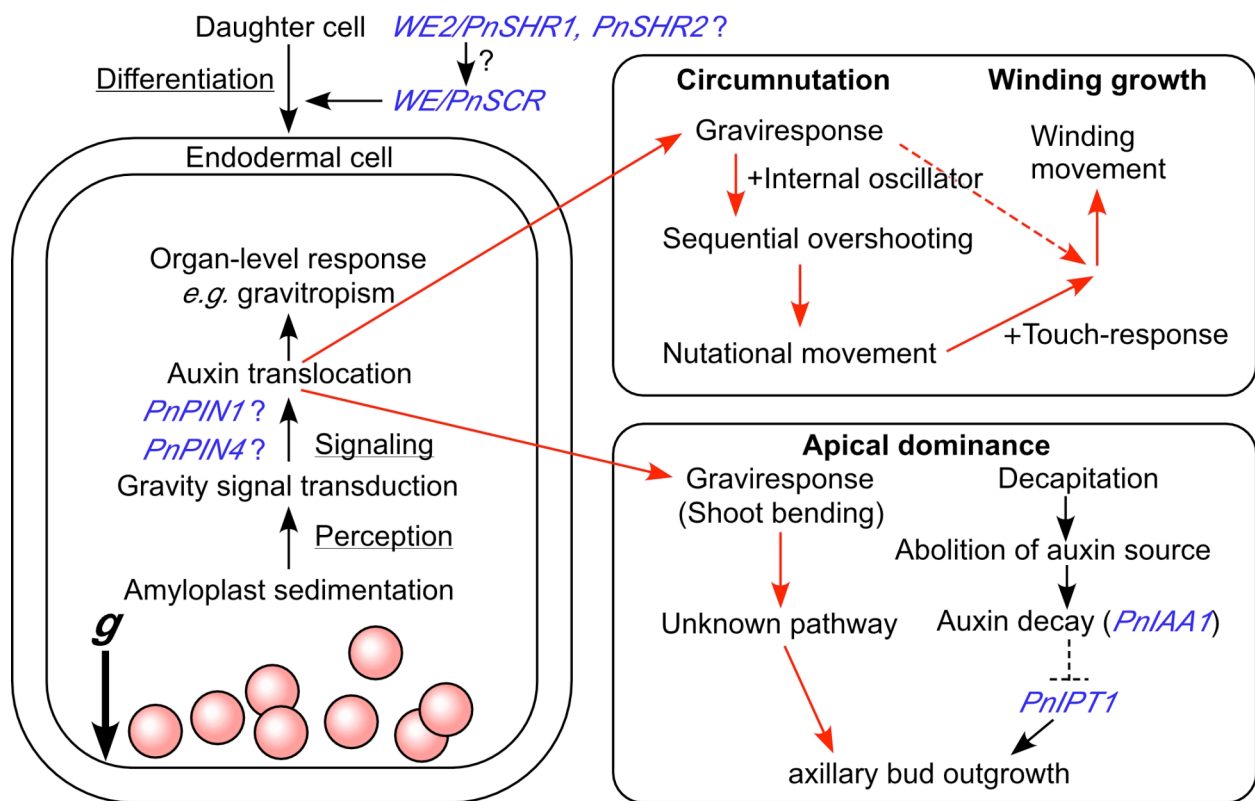 Daughter cell
WE2/PnSHR1, PnSHR2?
Differentiation
?
WE/PnSCR
Endodermal cell
Organ-level response
e.g. gravitropism
Auxin translocation
PnPIN1?
PnPIN4?
Signaling
Gravity signal transduction
Perception
Amyloplast sedimentation
g
Circumnutation
Winding growth
Graviresponse
Winding
movement
+Internal oscillator
Sequential overshooting
Nutational movement
+Touch-response
Apical dominance
Graviresponse
(Shoot bending)
Unknown pathway
Decapitation
Abolition of auxin source
Auxin decay (PnIAA1)
PnIPT1
axillary bud outgrowth